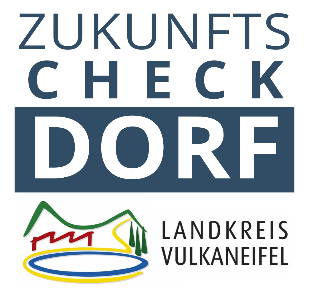 ZUKUNFTS
CHECK
DORF
LANDKREIS
VULKANEIFEL